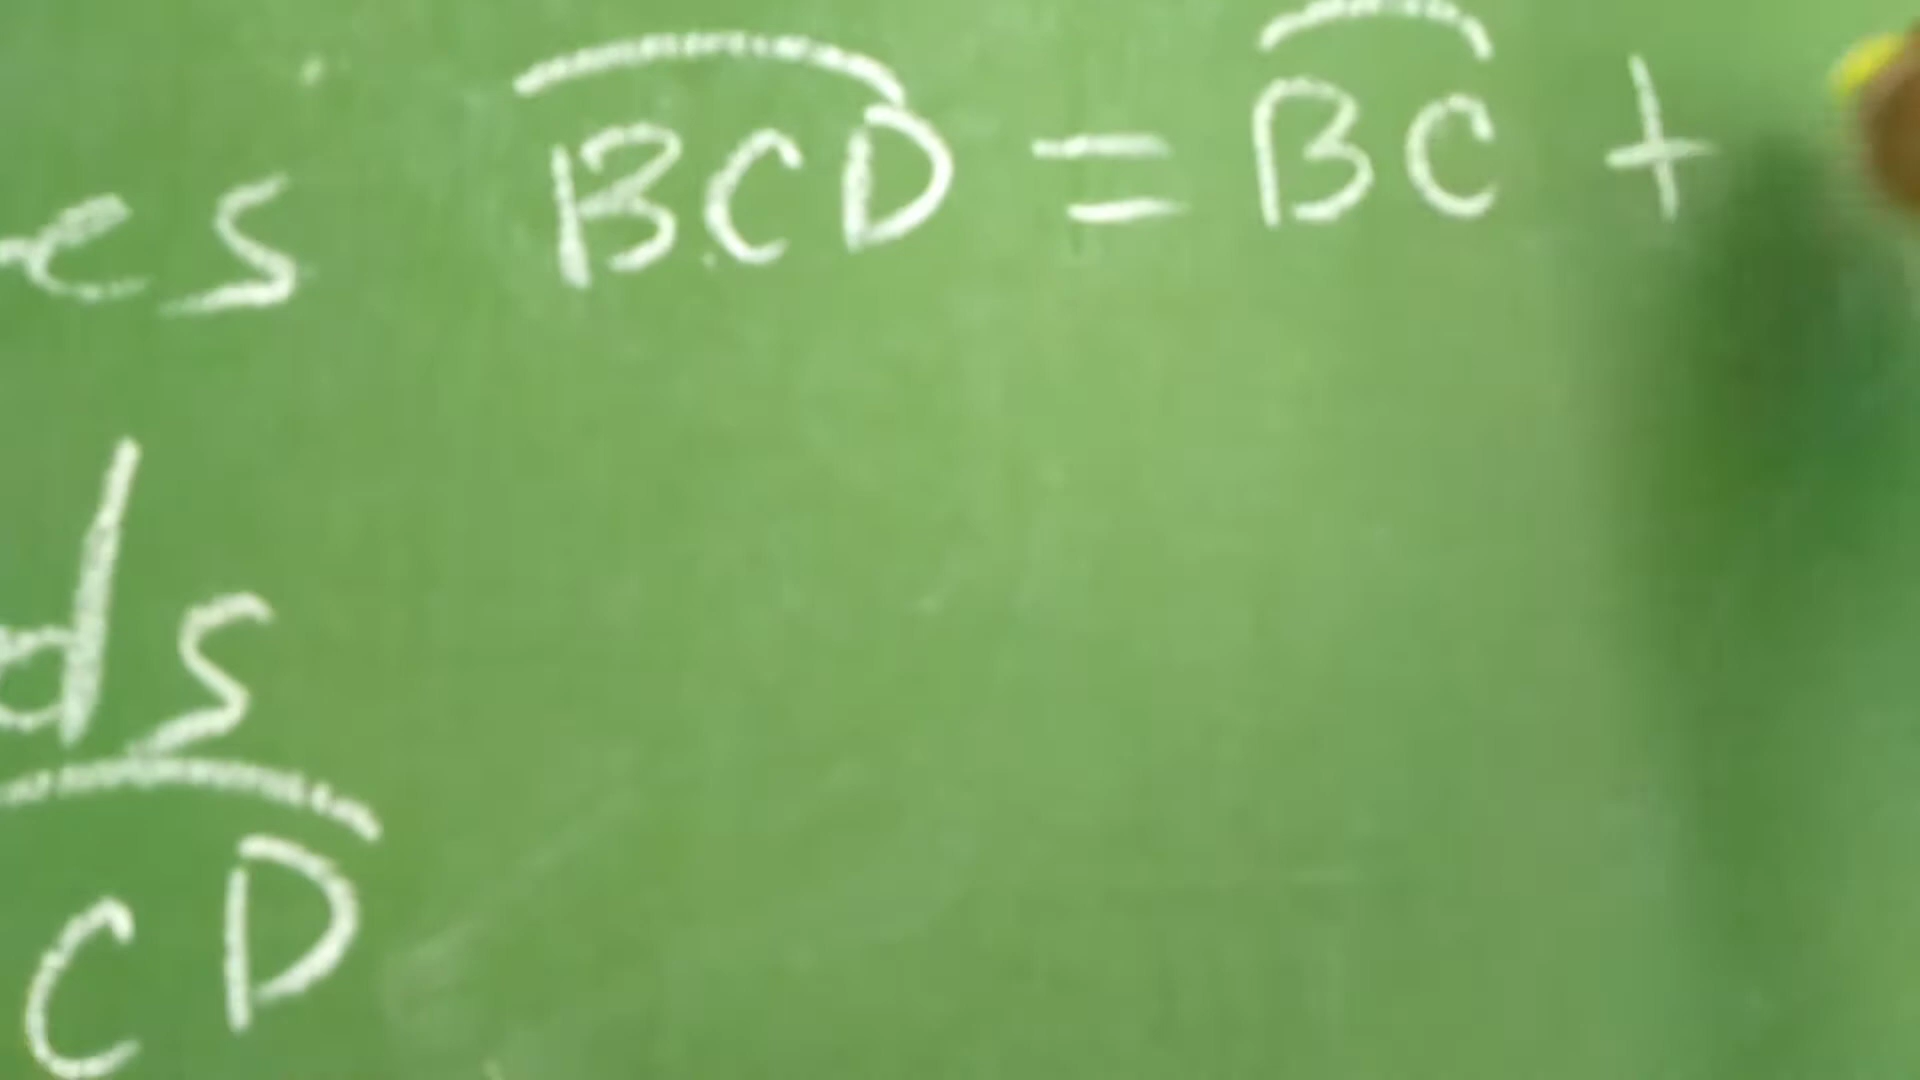 es BCD = BC +
ds
CD